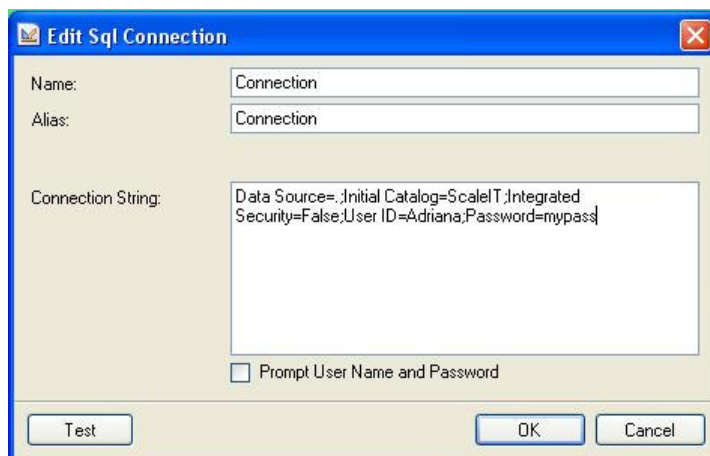 Edit Sql Connection
Name:
Connection
Alias:
Connection
Connection String:
Data Source=.;Initial Catalog=ScaleIT;Integrated
Security=False;User ID=Adriana;Password=mypass
Prompt User Name and Password
Test
OK
Cancel